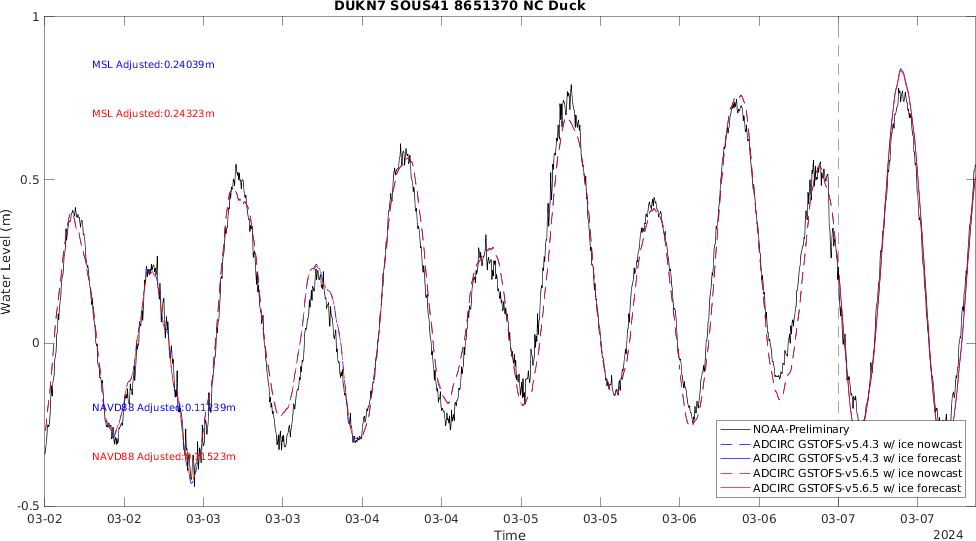 DUKN7 SOUS41 8651370 NC Duck
1
MSL Adjusted:0.24039m
MSL Adjusted:0.24323m
0.5
Water Level (m)
0
NAVD88 Adjusted:0.11739m
NAVD88 Adjusted:0.11523m
NOAA-Preliminary
ADCIRC GSTOFS-v5.4.3 w/ ice nowcast
ADCIRC GSTOFS-v5.4.3 w/ ice forecast
ADCIRC GSTOFS-v5.6.5 w/ ice nowcast
ADCIRC GSTOFS-v5.6.5 w/ ice forecast
-0.5
03-02 03-02 03-03 03-03 03-04 03-04 03-05 03-05 03-06 03-06 03-07 03-07
Time
2024